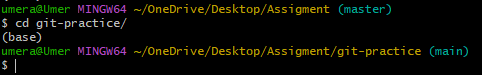 umera@Umer MINGW64 ~/OneDrive/Desktop/Assigment (master)
$ cd git-practice/
(base)
umera@Umer MINGW64 ~/OneDrive/Desktop/Assigment/git-practice (main)
$